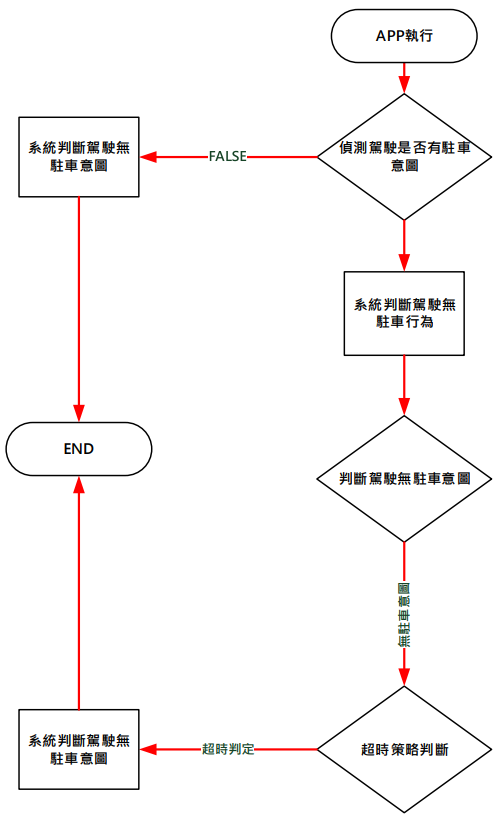 APP執行
偵測駕駛是否有駐車
意圖
FALSE
系統判斷駕駛無
駐車意圖
系統判斷駕駛無
駐車行為
END
判斷駕駛無駐車意圖
無駐車意圖
超時策略判斷
超時判定
系統判斷駕駛無
駐車意圖